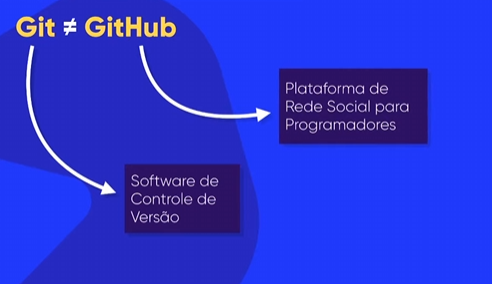 Git ≠ GitHub
Plataforma de
Rede Social para
Programadores
Software de
Controle de
Versão